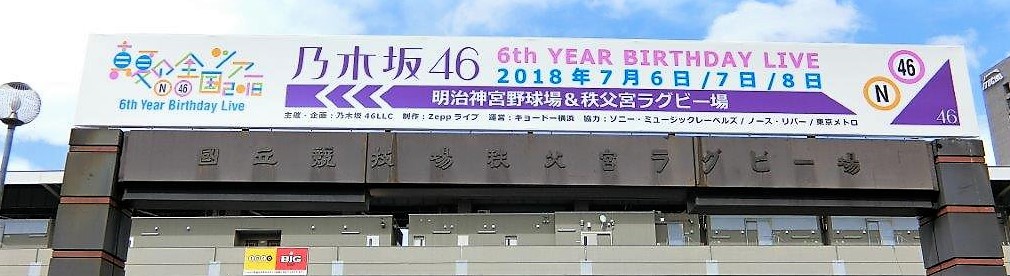 真夏の全国ツアー2018
N 46
6th Year Birthday Live
乃木坂46
6th YEAR BIRTHDAY LIVE
2018年7月6日/7日/8日
明治神宮野球場&秩父宮ラグビー場
主催・企画:乃木坂46LLC 制作:Zeppライブ 運営:キョードー横浜 協力:ソニー・ミュージックレーベルズ/ノース・リバー/東京メトロ
46
N
46
國立競技場秩父宮ラグビー場
toto BIG